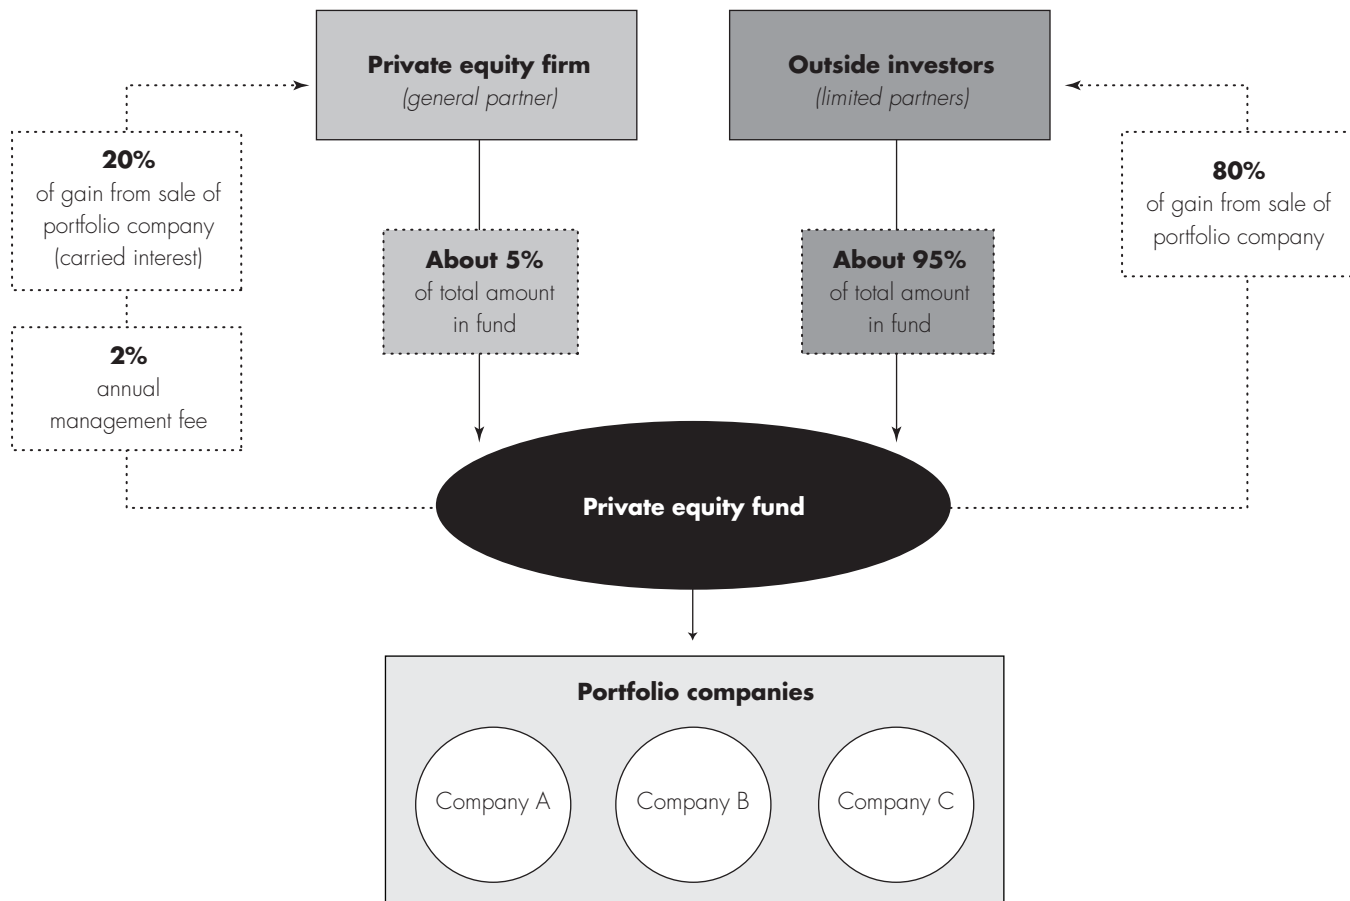 Private equity firm
(general partner)
Outside investors
(limited partners)
20%
of gain from sale of
portfolio company
(carried interest)
80%
of gain from sale of
portfolio company
About 5%
of total amount
in fund
About 95%
of total amount
in fund
2%
annual
management fee
Private equity fund
Portfolio companies
Company A
Company B
Company C